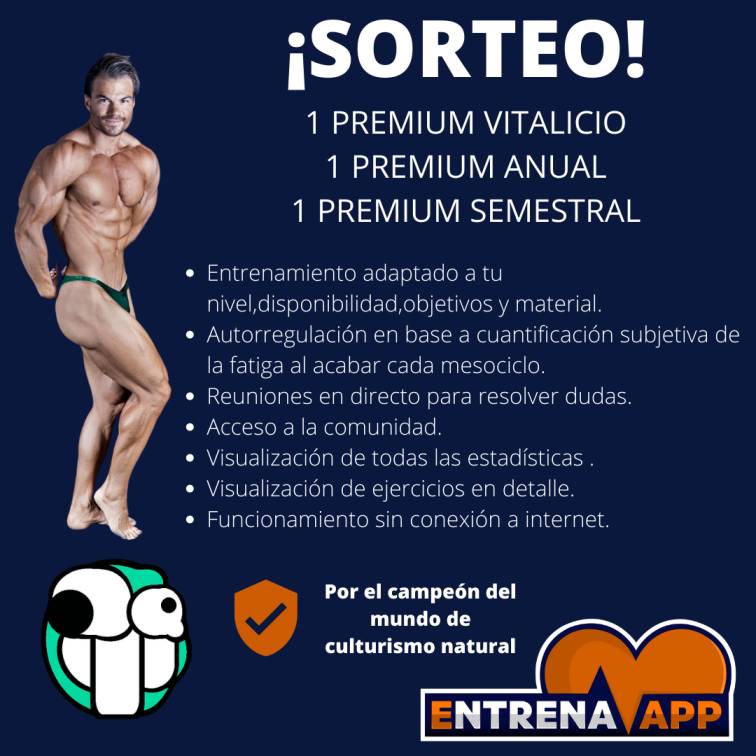 ¡SORTEO!
1 PREMIUM VITALICIO
1 PREMIUM ANUAL
1 PREMIUM SEMESTRAL
• Entrenamiento adaptado a tu
nivel,disponibilidad,objetivos y material.
• Autorregulación en base a cuantificación subjetiva de
la fatiga al acabar cada mesociclo.
• Reuniones en directo para resolver dudas.
• Acceso a la comunidad.
• Visualización de todas las estadísticas .
• Visualización de ejercicios en detalle.
• Funcionamiento sin conexión a internet.
Por el campeón del
mundo de
culturismo natural
ENTRENA APP